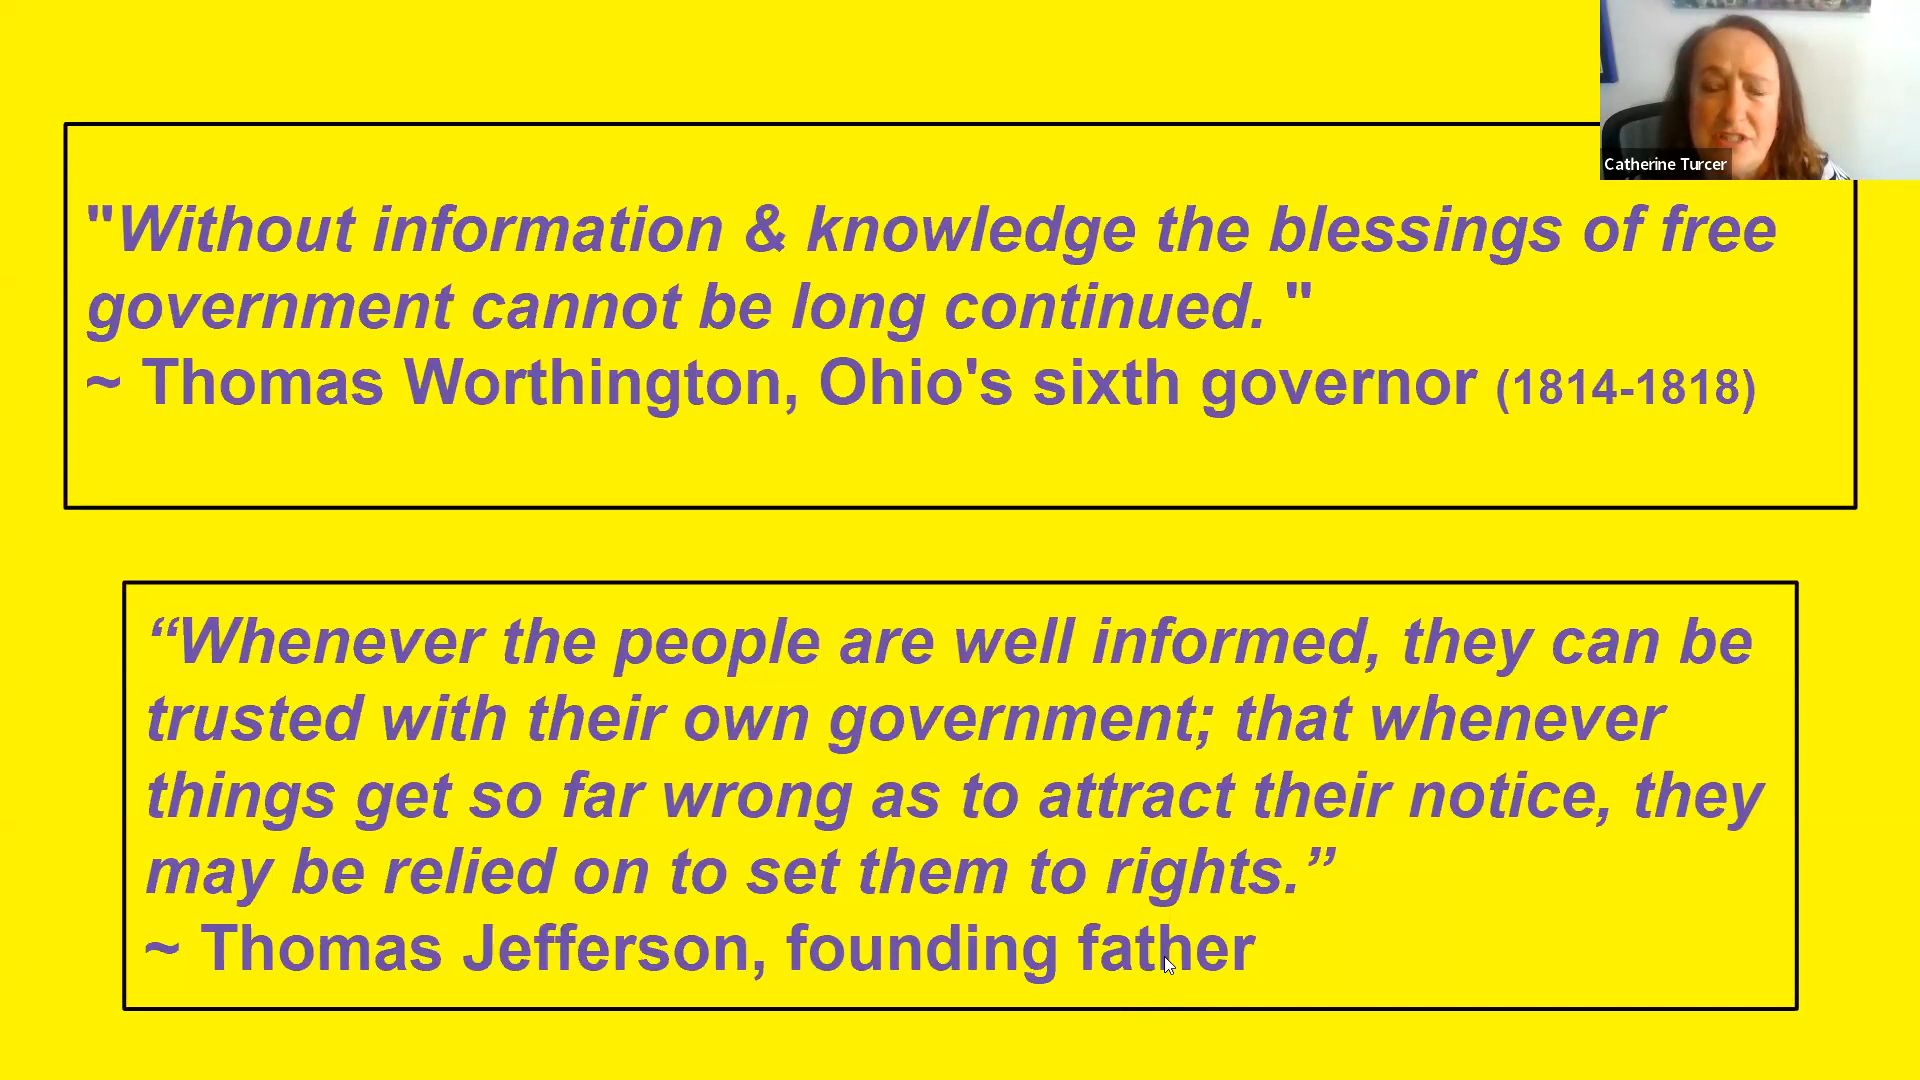 Catherine Turcer
"Without information & knowledge the blessings of free
government cannot be long continued. "
~ Thomas Worthington, Ohio's sixth governor (1814-1818)
“Whenever the people are well informed, they can be
trusted with their own government; that whenever
things get so far wrong as to attract their notice, they
may be relied on to set them to rights.”
~ Thomas Jefferson, founding father